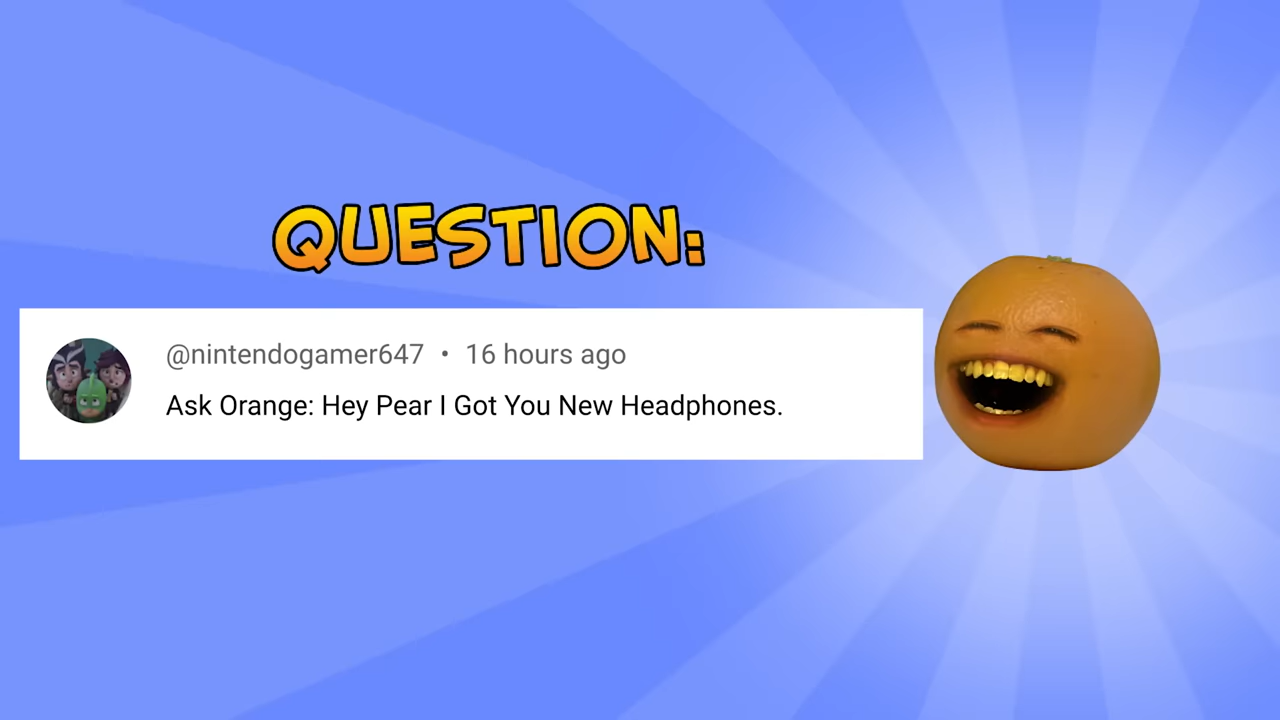 QUESTION:
@nintendogamer647 • 16 hours ago
Ask Orange: Hey Pear I Got You New Headphones.